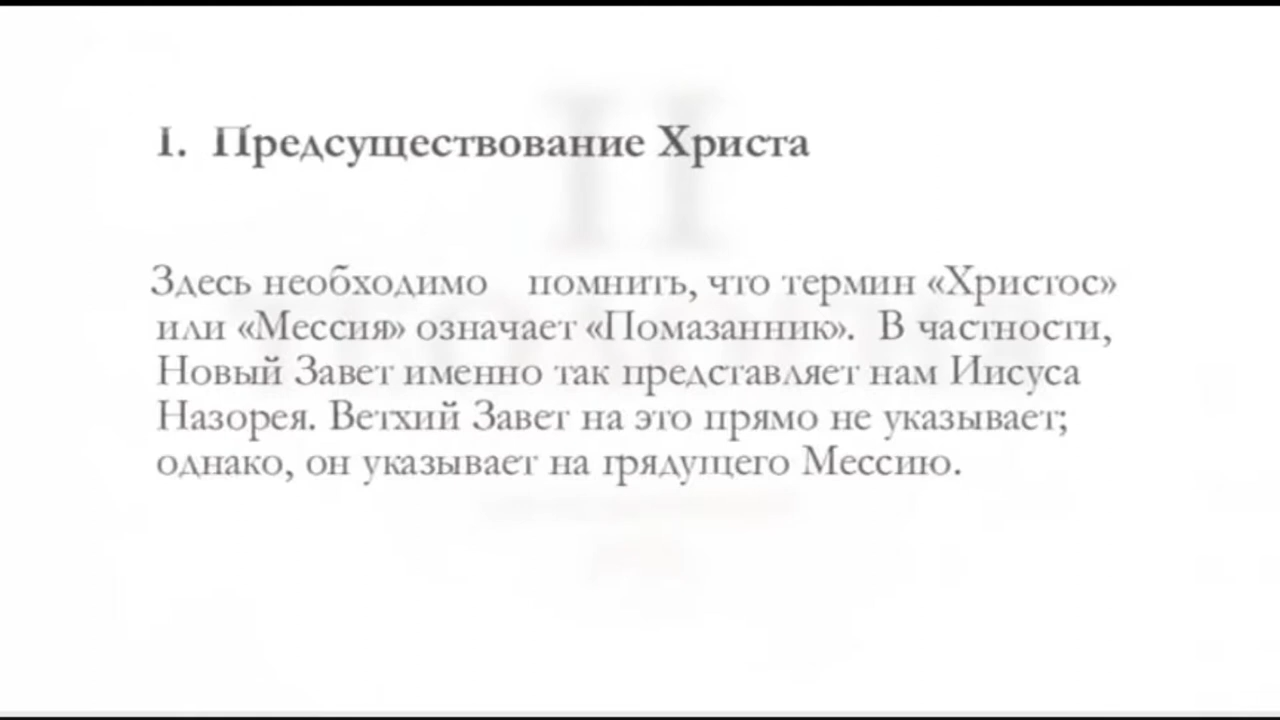 I. Предсуществование Христа
Здесь необходимо помнить, что термин «Христос»
или «Мессия» означает «Помазанник». В частности,
Новый Завет именно так представляет нам Иисуса
Назорея. Ветхий Завет на это прямо не указывает;
однако, он указывает на грядущего Мессию.